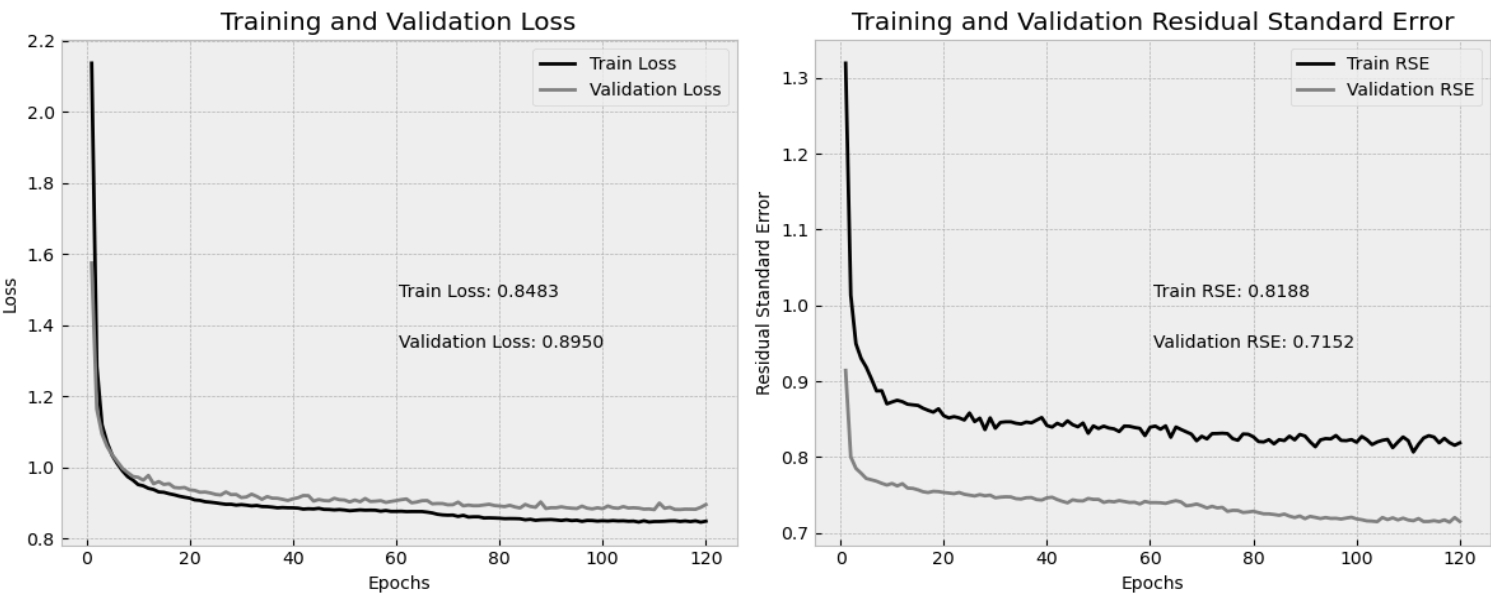 Training and Validation Loss
2.2
2.0
1.8
1.6
1.4
1.2
1.0
0.8
Loss
Train Loss
Validation Loss
Train Loss: 0.8483
Validation Loss: 0.8950
0 20 40 60 80 100 120
Epochs
Training and Validation Residual Standard Error
1.3
1.2
1.1
1.0
0.9
0.8
0.7
Residual Standard Error
Train RSE
Validation RSE
Train RSE: 0.8188
Validation RSE: 0.7152
0 20 40 60 80 100 120
Epochs